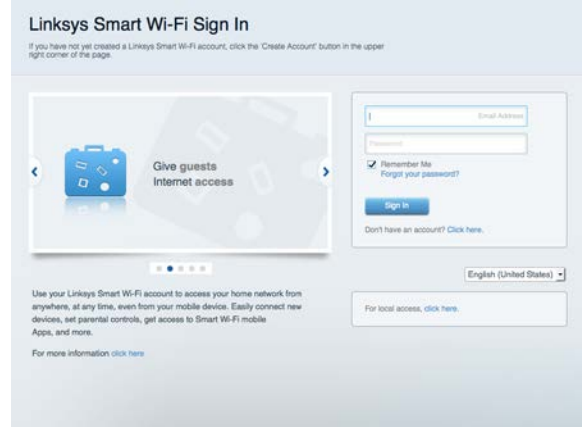 Linksys Smart Wi-Fi Sign In
If you have not yet created a Linksys Smart Wi-Fi account, click the 'Create Account' button in the upper
right corner of the page.
Give guests
Internet access
Email Address
Password
Remember Me
Forgot your password?
Sign In
Don't have an account? Click here.
English (United States)
Use your Linksys Smart Wi-Fi account to access your home network from
anywhere, at any time, even from your mobile device. Easily connect new
devices, set parental controls, get access to Smart Wi-Fi mobile
Apps, and more.
For more information click here
For local access, click here.